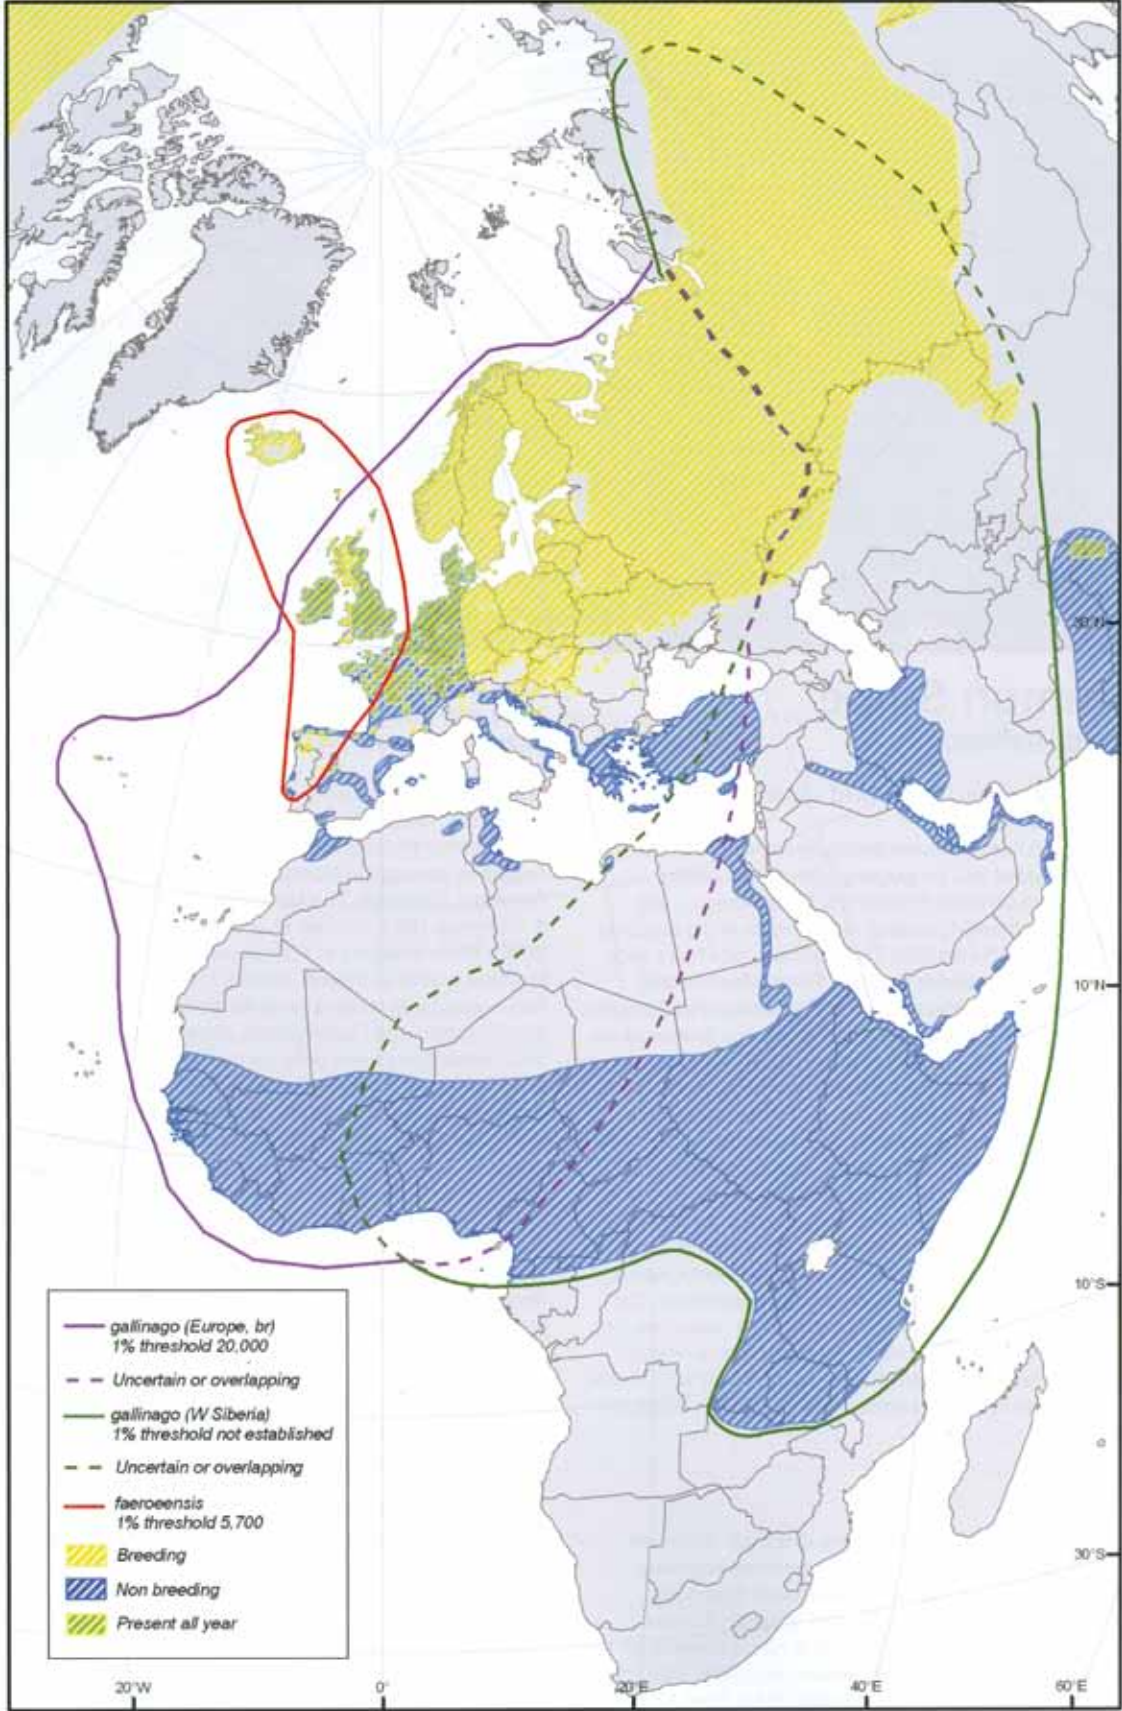 30°N
10°N
10°S
gallinago (Europe, br)
1% threshold 20,000
Uncertain or overlapping
gallinago (W Siberia)
1% threshold not established
Uncertain or overlapping
faeroeensis
1% threshold 5,700
Breeding
Non breeding
Present all year
30°S
20°W
0°
20°E
40°E
60°E